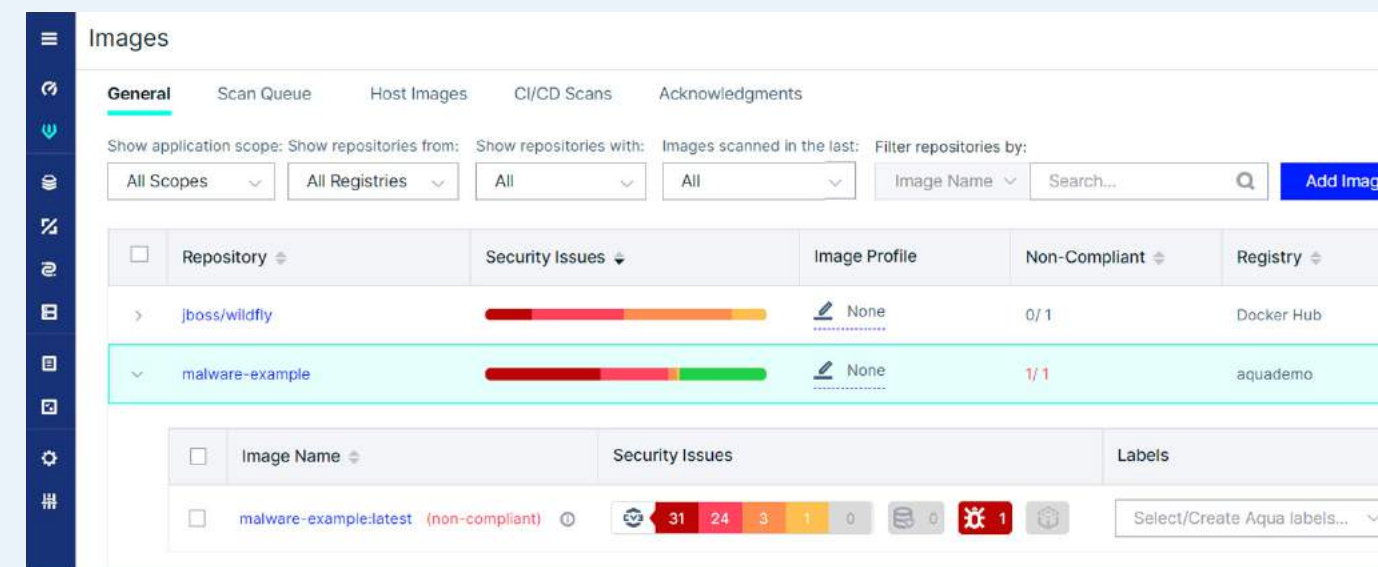 Images
General Scan Queue Host Images CI/CD Scans Acknowledgments
Show application scope: Show repositories from: Show repositories with: Images scanned in the last: Filter repositories by:
All Scopes All Registries All All Image Name Search... Add Imag
Repository Security Issues Image Profile Non-Compliant Registry
jboss/wildfly None 0/ 1 Docker Hub
malware-example None 1/ 1 aquademo
Image Name Security Issues Labels
malware-example:latest (non-compliant) CVE 31 24 3 1 0 0 1 Select/Create Aqua labels...